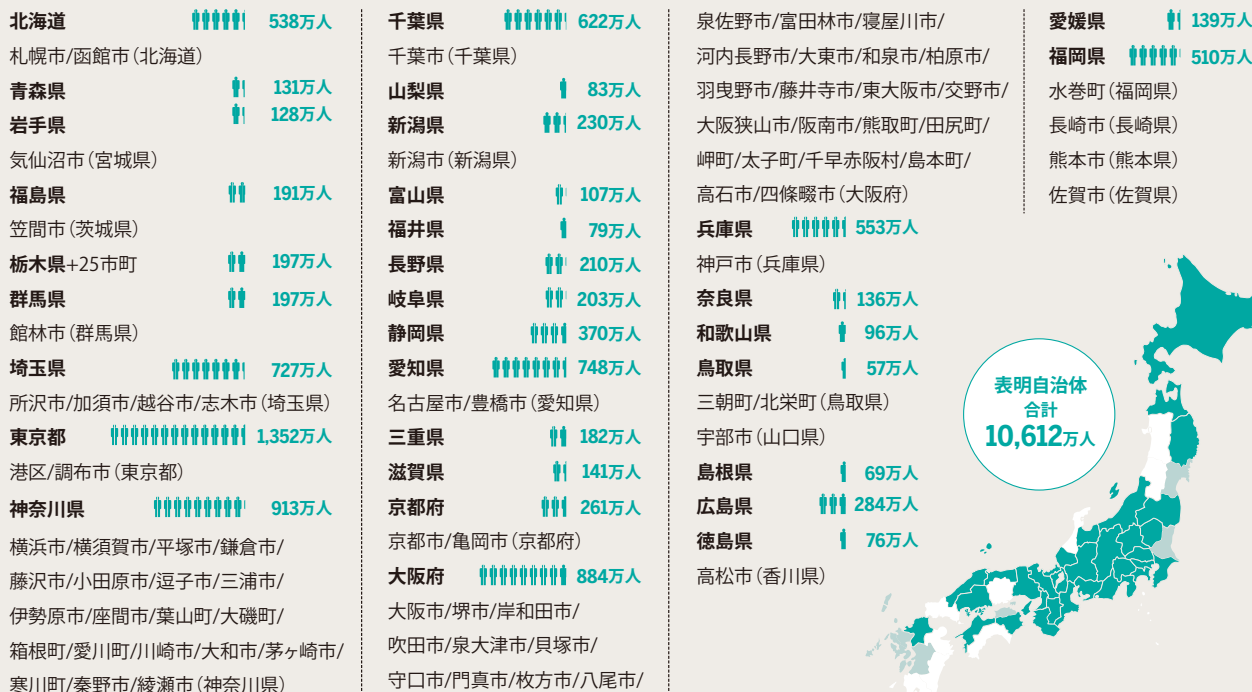 北海道 538万人
札幌市/函館市（北海道）
青森県 131万人
岩手県 128万人
気仙沼市（宮城県）
福島県 191万人
笠間市（茨城県）
栃木県+25市町 197万人
群馬県 197万人
館林市（群馬県）
埼玉県 727万人
所沢市/加須市/越谷市/志木市（埼玉県）
東京都 1,352万人
港区/調布市（東京都）
神奈川県 913万人
横浜市/横須賀市/平塚市/鎌倉市/
藤沢市/小田原市/逗子市/三浦市/
伊勢原市/座間市/葉山町/大磯町/
箱根町/愛川町/川崎市/大和市/茅ヶ崎市/
寒川町/秦野市/綾瀬市（神奈川県）
千葉県 622万人
千葉市（千葉県）
山梨県 83万人
新潟県 230万人
新潟市（新潟県）
富山県 107万人
福井県 79万人
長野県 210万人
岐阜県 203万人
静岡県 370万人
愛知県 748万人
名古屋市/豊橋市（愛知県）
三重県 182万人
滋賀県 141万人
京都府 261万人
京都市/亀岡市（京都府）
大阪府 884万人
大阪市/堺市/岸和田市/
吹田市/泉大津市/貝塚市/
守口市/門真市/枚方市/八尾市/
泉佐野市/富田林市/寝屋川市/
河内長野市/大東市/和泉市/柏原市/
羽曳野市/藤井寺市/東大阪市/交野市/
大阪狭山市/阪南市/熊取町/田尻町/
岬町/太子町/千早赤阪村/島本町/
高石市/四條畷市（大阪府）
兵庫県 553万人
神戸市（兵庫県）
奈良県 136万人
和歌山県 96万人
鳥取県 57万人
三朝町/北栄町（鳥取県）
宇部市（山口県）
島根県 69万人
広島県 284万人
徳島県 76万人
高松市（香川県）
愛媛県 139万人
福岡県 510万人
水巻町（福岡県）
長崎市（長崎県）
熊本市（熊本県）
佐賀市（佐賀県）
表明自治体
合計
10,612万人